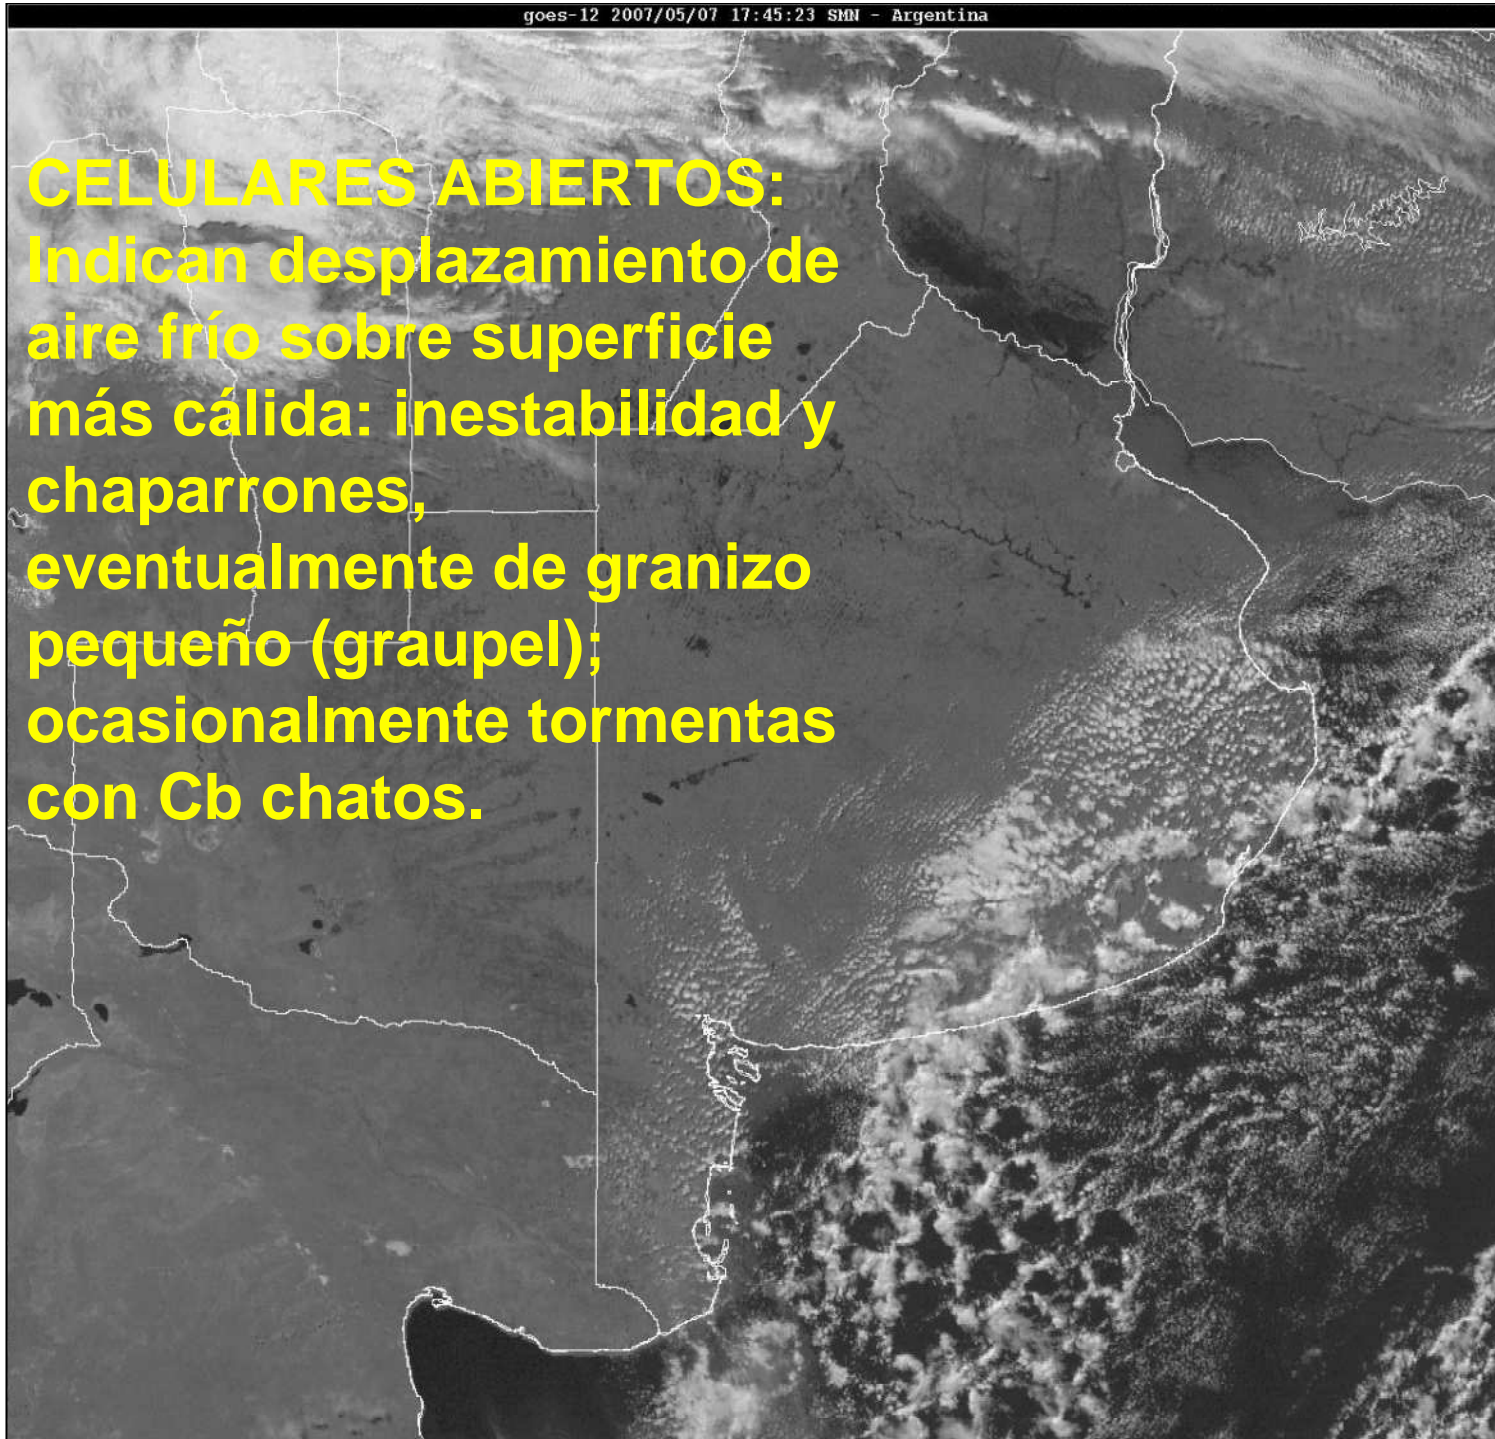 goes-12 2007/05/07 17:45:23 SMN - Argentina
CELULARES ABIERTOS:
Indican desplazamiento de
aire frío sobre superficie
más cálida: inestabilidad y
chaparrones,
eventualmente de granizo
pequeño (graupel);
ocasionalmente tormentas
con Cb chatos.